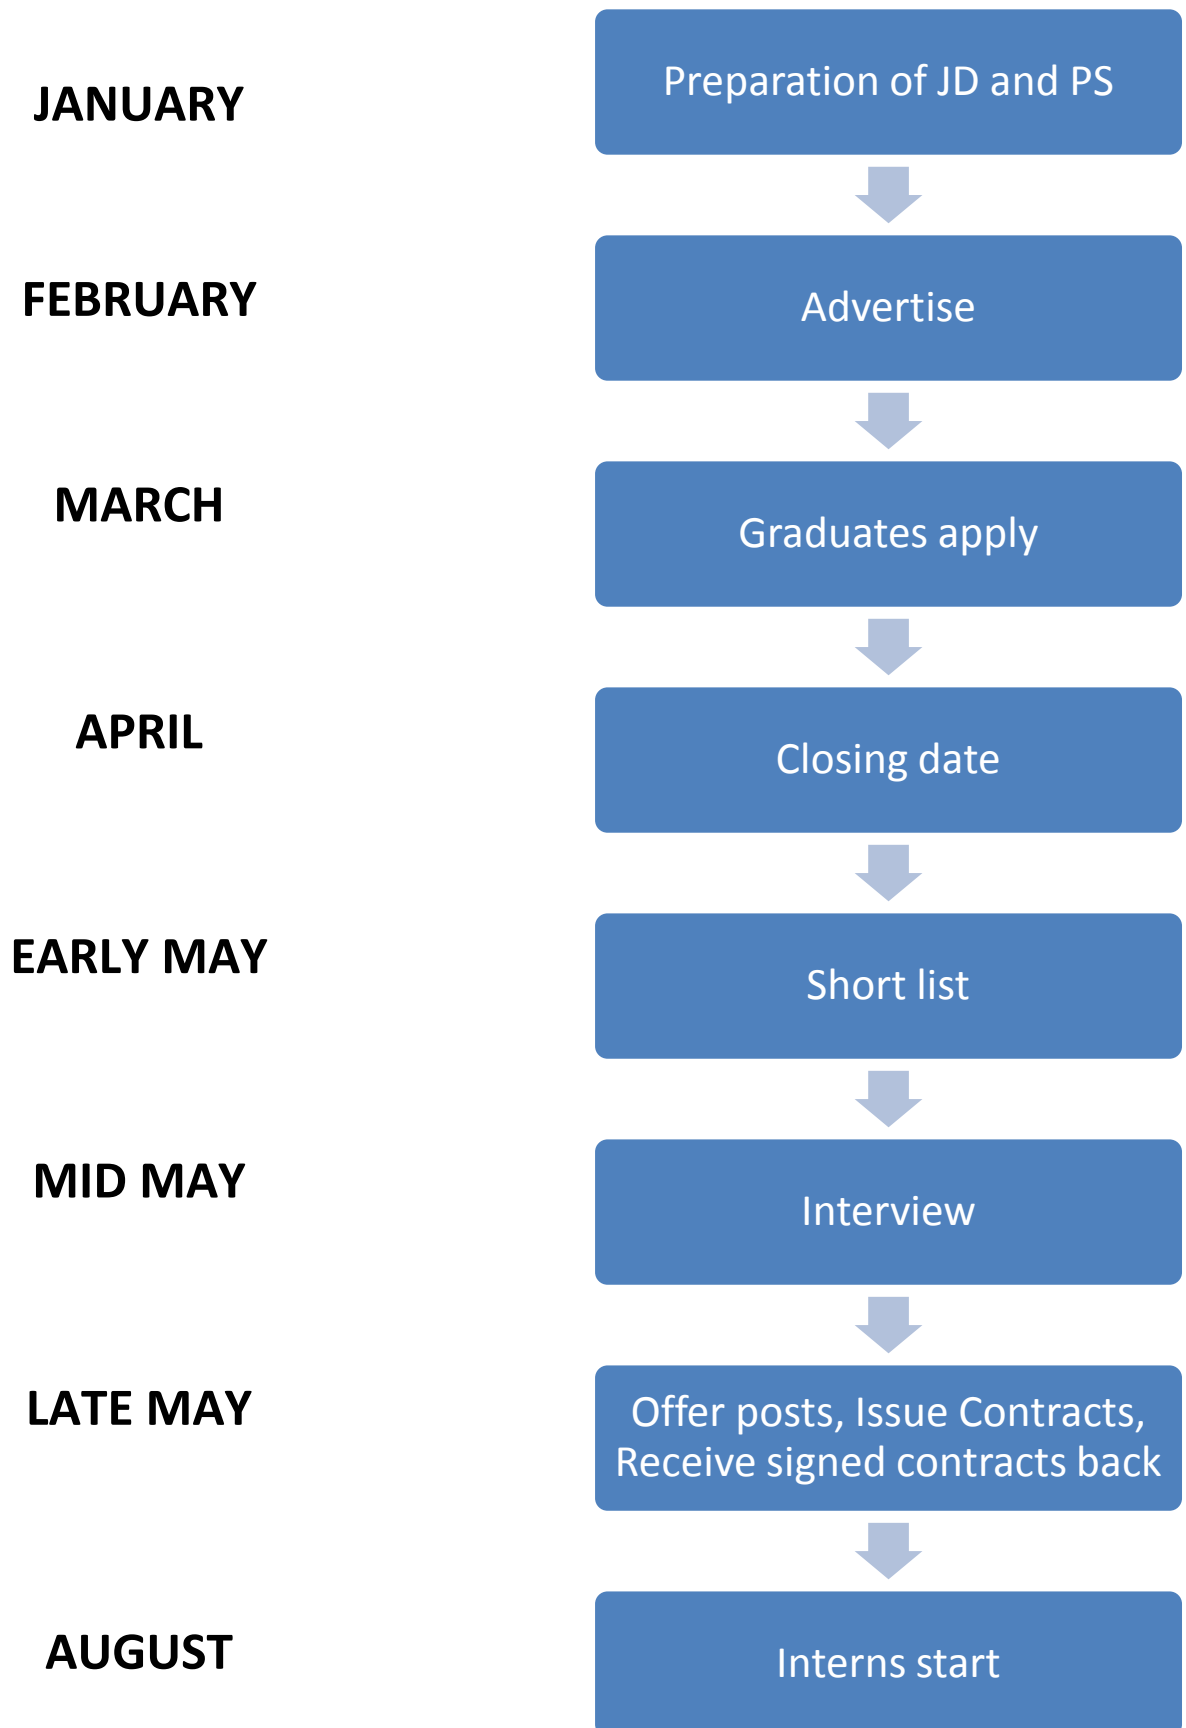 JANUARY
Preparation of JD and PS
FEBRUARY
Advertise
MARCH
Graduates apply
APRIL
Closing date
EARLY MAY
Short list
MID MAY
Interview
LATE MAY
Offer posts, Issue Contracts,
Receive signed contracts back
AUGUST
Interns start